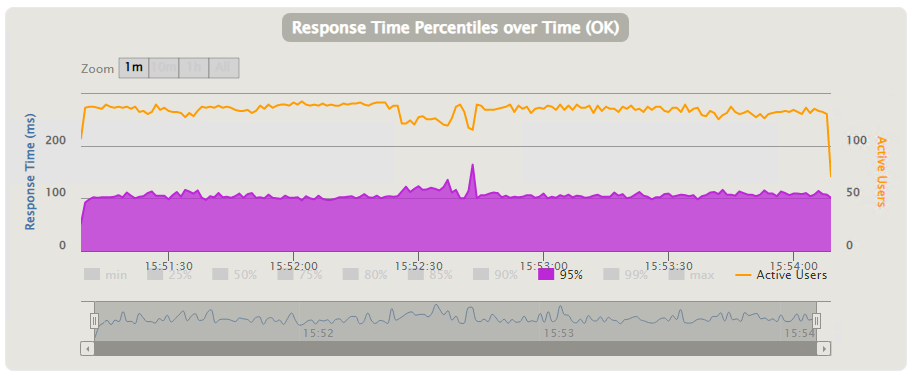 Response Time Percentiles over Time (OK)
Zoom 1m 10m 1h All
Response Time (ms)
200
100
0
100
50
0
Active Users
15:51:30 15:52:00 15:52:30 15:53:00 15:53:30 15:54:00
min 25% 50% 75% 80% 85% 90% 95% 99% max Active Users
15:52 15:53 15:54